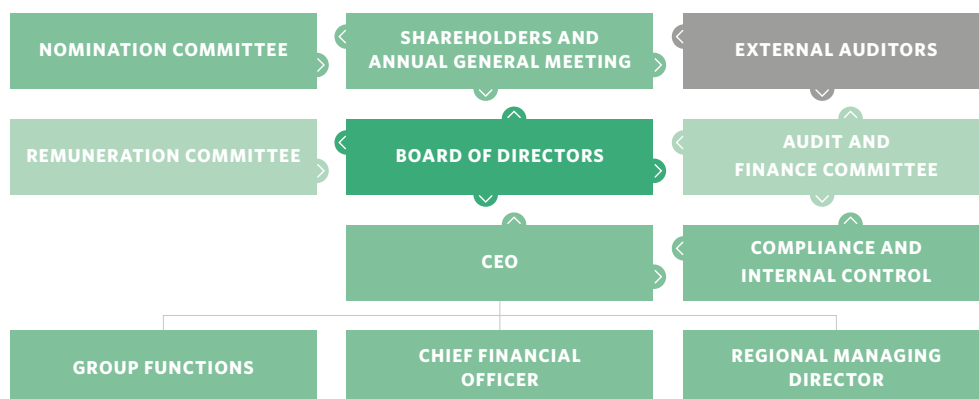 NOMINATION COMMITTEE
SHAREHOLDERS AND
ANNUAL GENERAL MEETING
EXTERNAL AUDITORS
REMUNERATION COMMITTEE
BOARD OF DIRECTORS
AUDIT AND
FINANCE COMMITTEE
CEO
COMPLIANCE AND
INTERNAL CONTROL
GROUP FUNCTIONS
CHIEF FINANCIAL
OFFICER
REGIONAL MANAGING
DIRECTOR